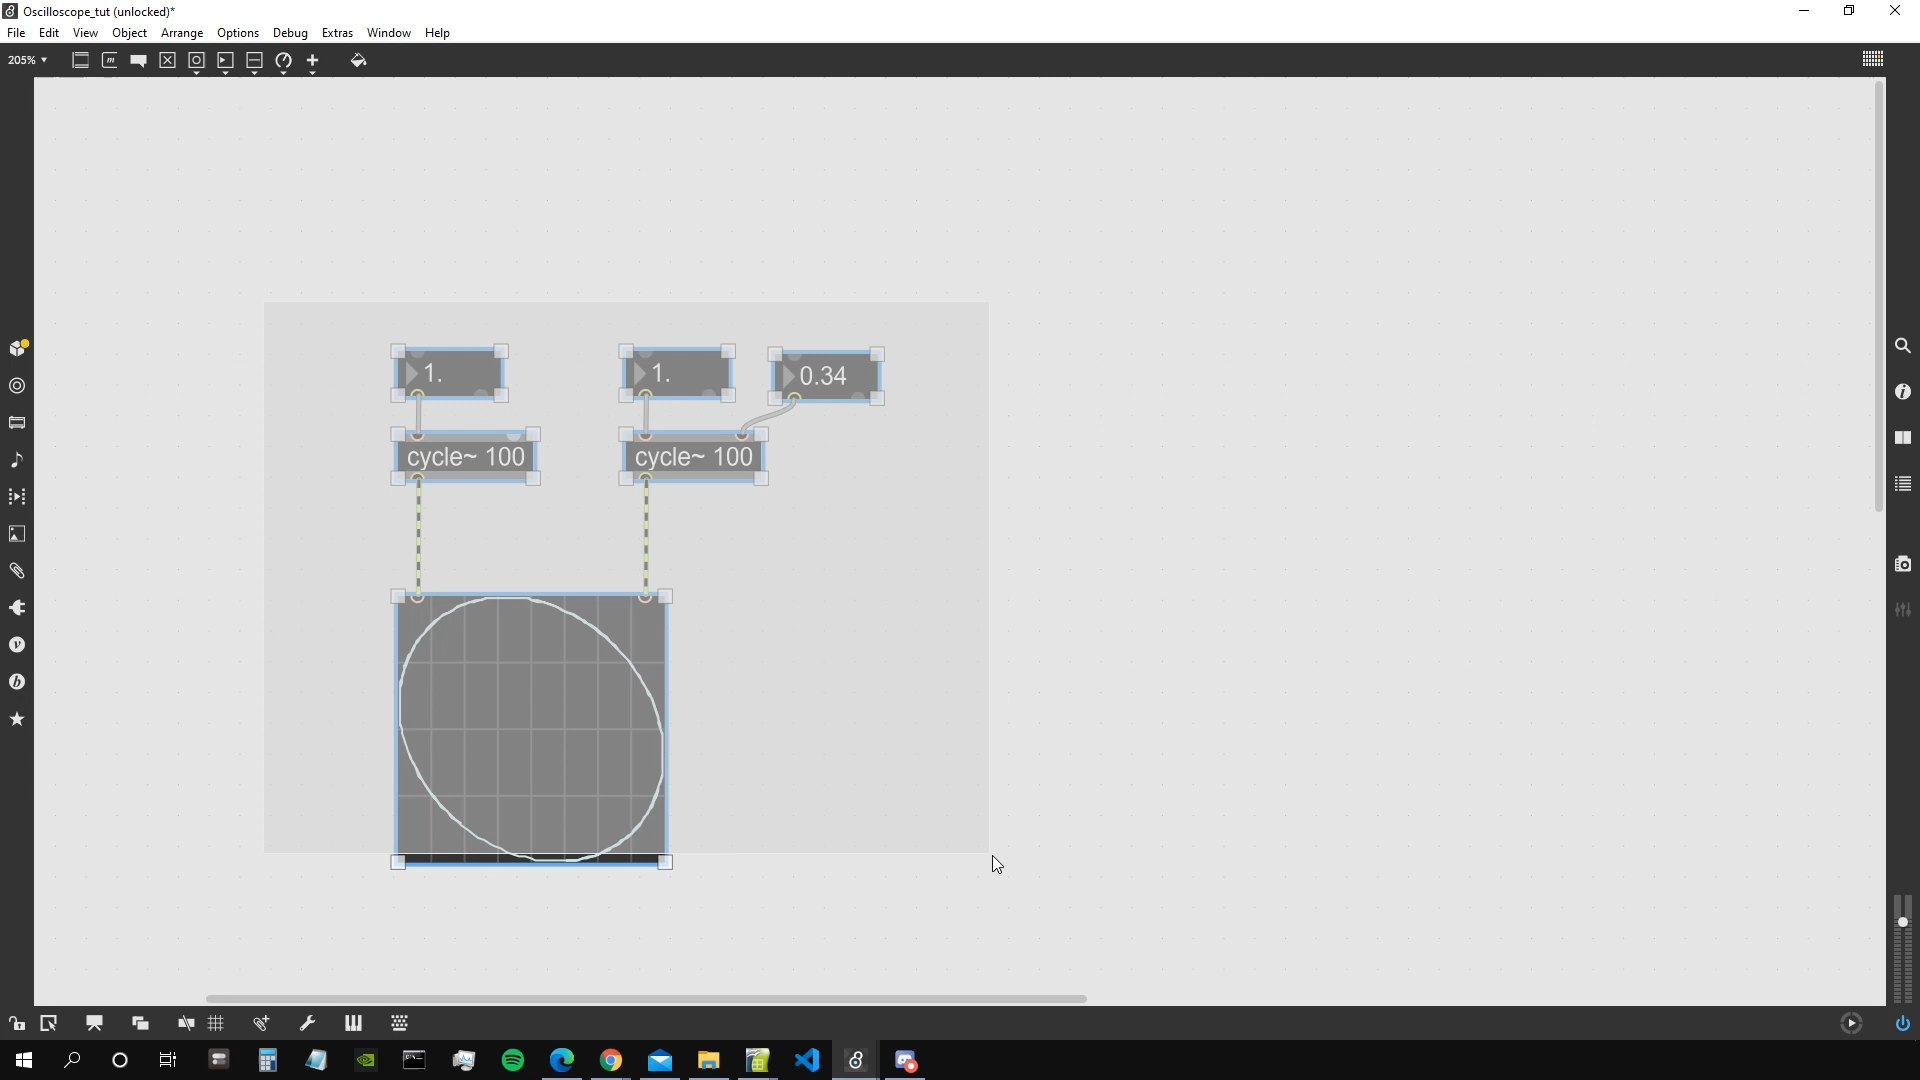 Oscilloscope_tut (unlocked)*
File Edit View Object Arrange Options Debug Extras Window Help
205%
1. 1. 0.34
cycle~ 100 cycle~ 100